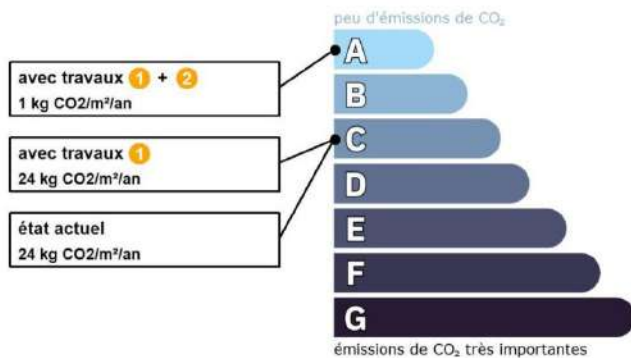 peu d'émissions de CO₂
A
avec travaux 1 + 2
1 kg CO2/m²/an
B
C
avec travaux 1
24 kg CO2/m²/an
D
état actuel
24 kg CO2/m²/an
E
F
G
émissions de CO₂ très importantes